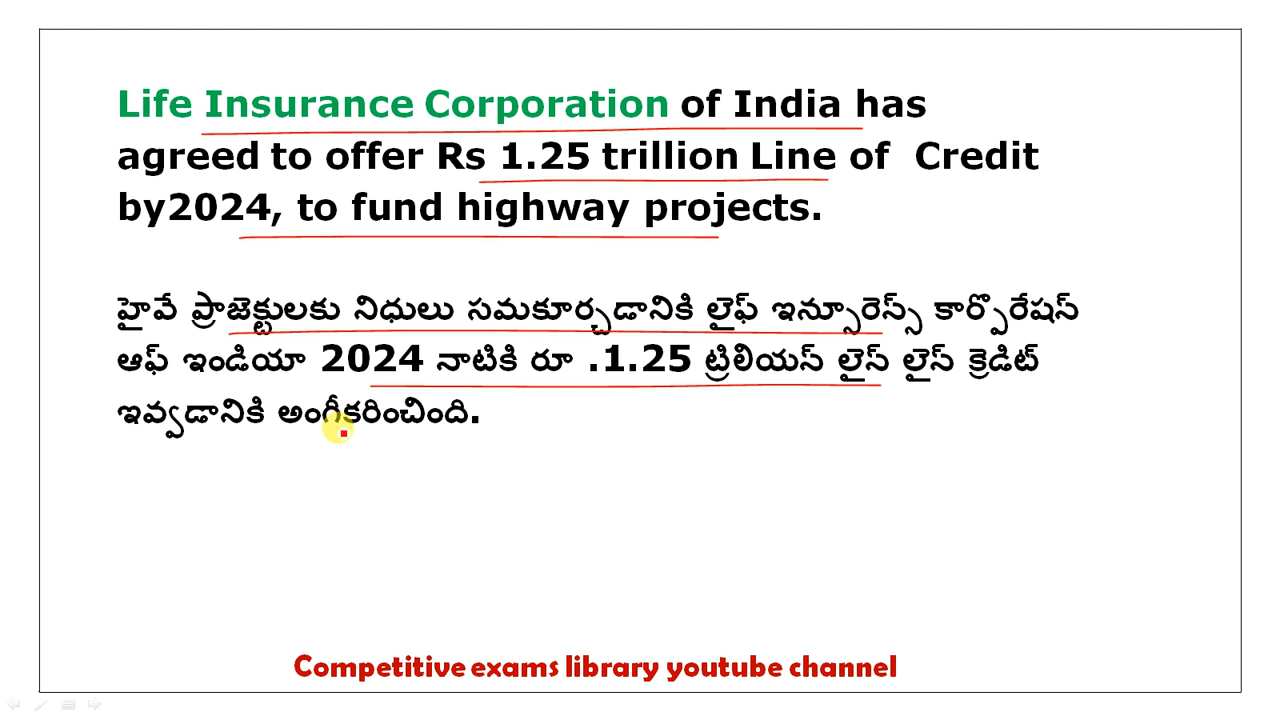 Life Insurance Corporation of India has
agreed to offer Rs 1.25 trillion Line of Credit
by2024, to fund highway projects.
హైవే ప్రాజెక్టులకు నిధులు సమకూర్చడానికి లైఫ్ ఇన్సూరెన్స్ కార్పొరేషన్
ఆఫ్ ఇండియా 2024 నాటికి రూ .1.25 ట్రిలియన్ లైన్ లైన్ క్రెడిట్
ఇవ్వడానికి అంగీకరించింది.
Competitive exams library youtube channel